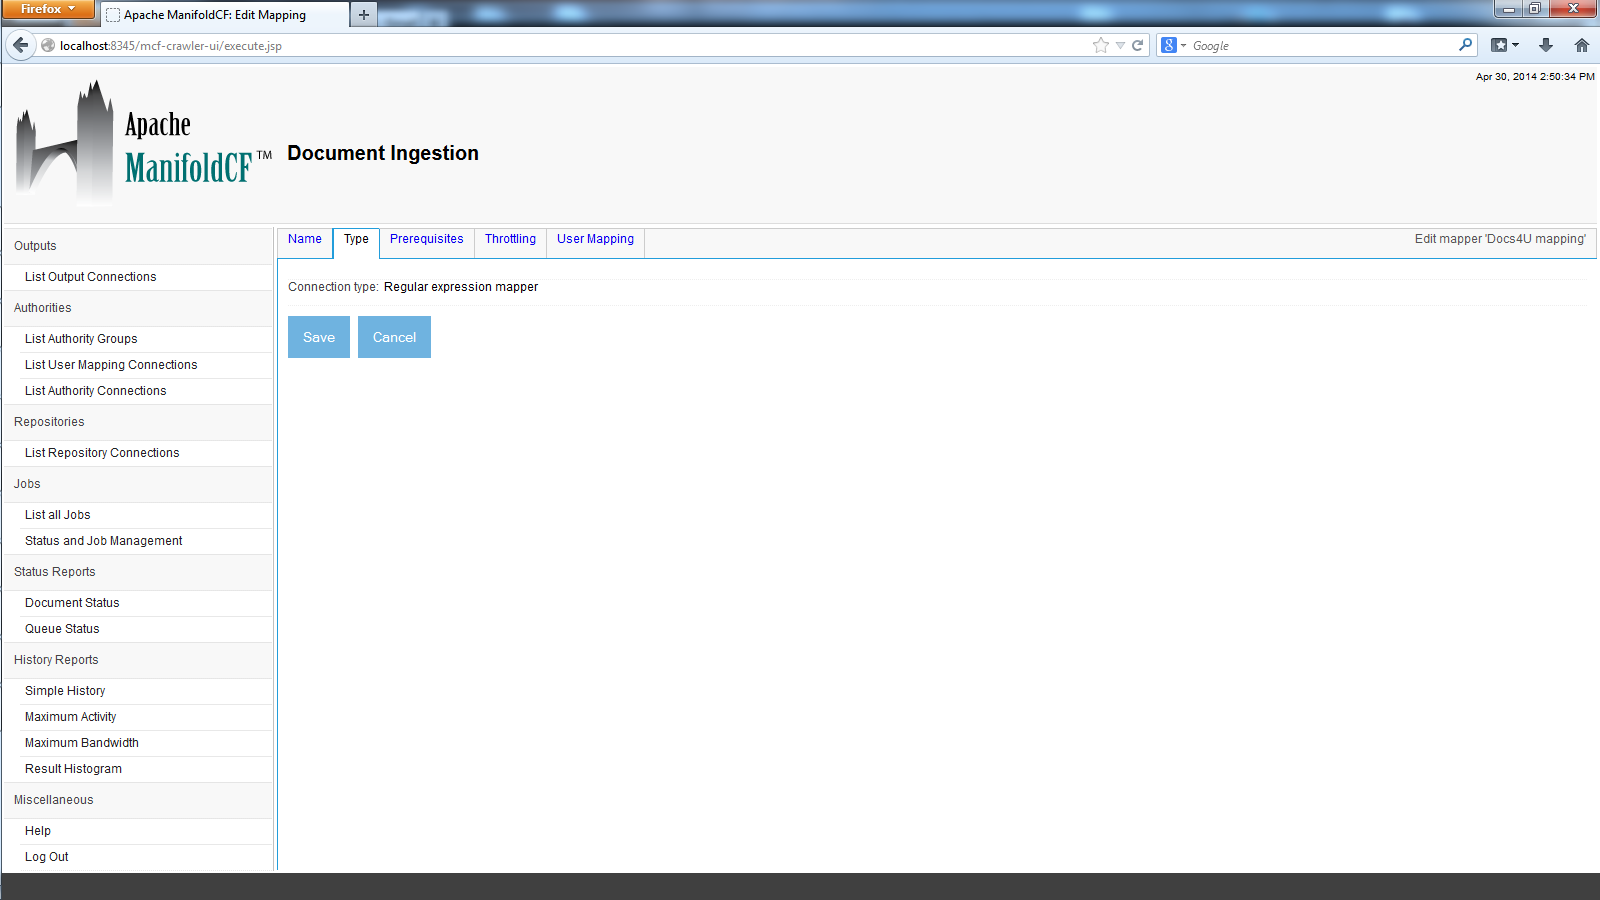 Firefox
Apache ManifoldCF: Edit Mapping
localhost:8345/mcf-crawler-ui/execute.jsp
Google
Apr 30, 2014 2:50:34 PM
Apache
ManifoldCF™
Document Ingestion
Outputs
List Output Connections
Authorities
List Authority Groups
List User Mapping Connections
List Authority Connections
Repositories
List Repository Connections
Jobs
List all Jobs
Status and Job Management
Status Reports
Document Status
Queue Status
History Reports
Simple History
Maximum Activity
Maximum Bandwidth
Result Histogram
Miscellaneous
Help
Log Out
Name Type Prerequisites Throttling User Mapping Edit mapper 'Docs4U mapping'
Connection type: Regular expression mapper
Save Cancel